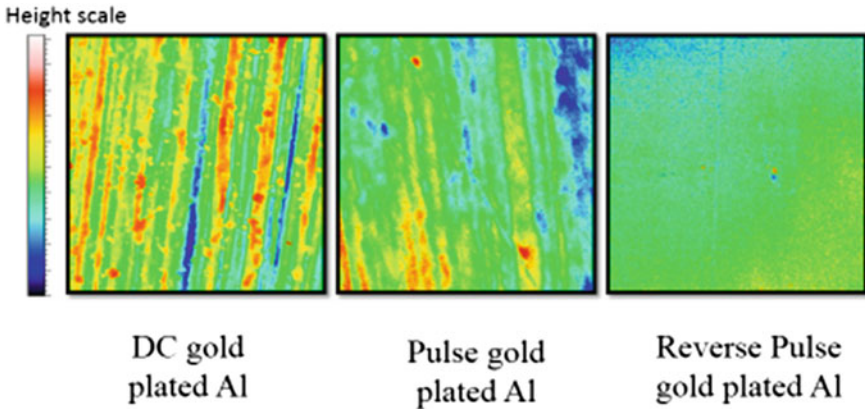 Height scale
DC gold
plated Al
Pulse gold
plated Al
Reverse Pulse
gold plated Al